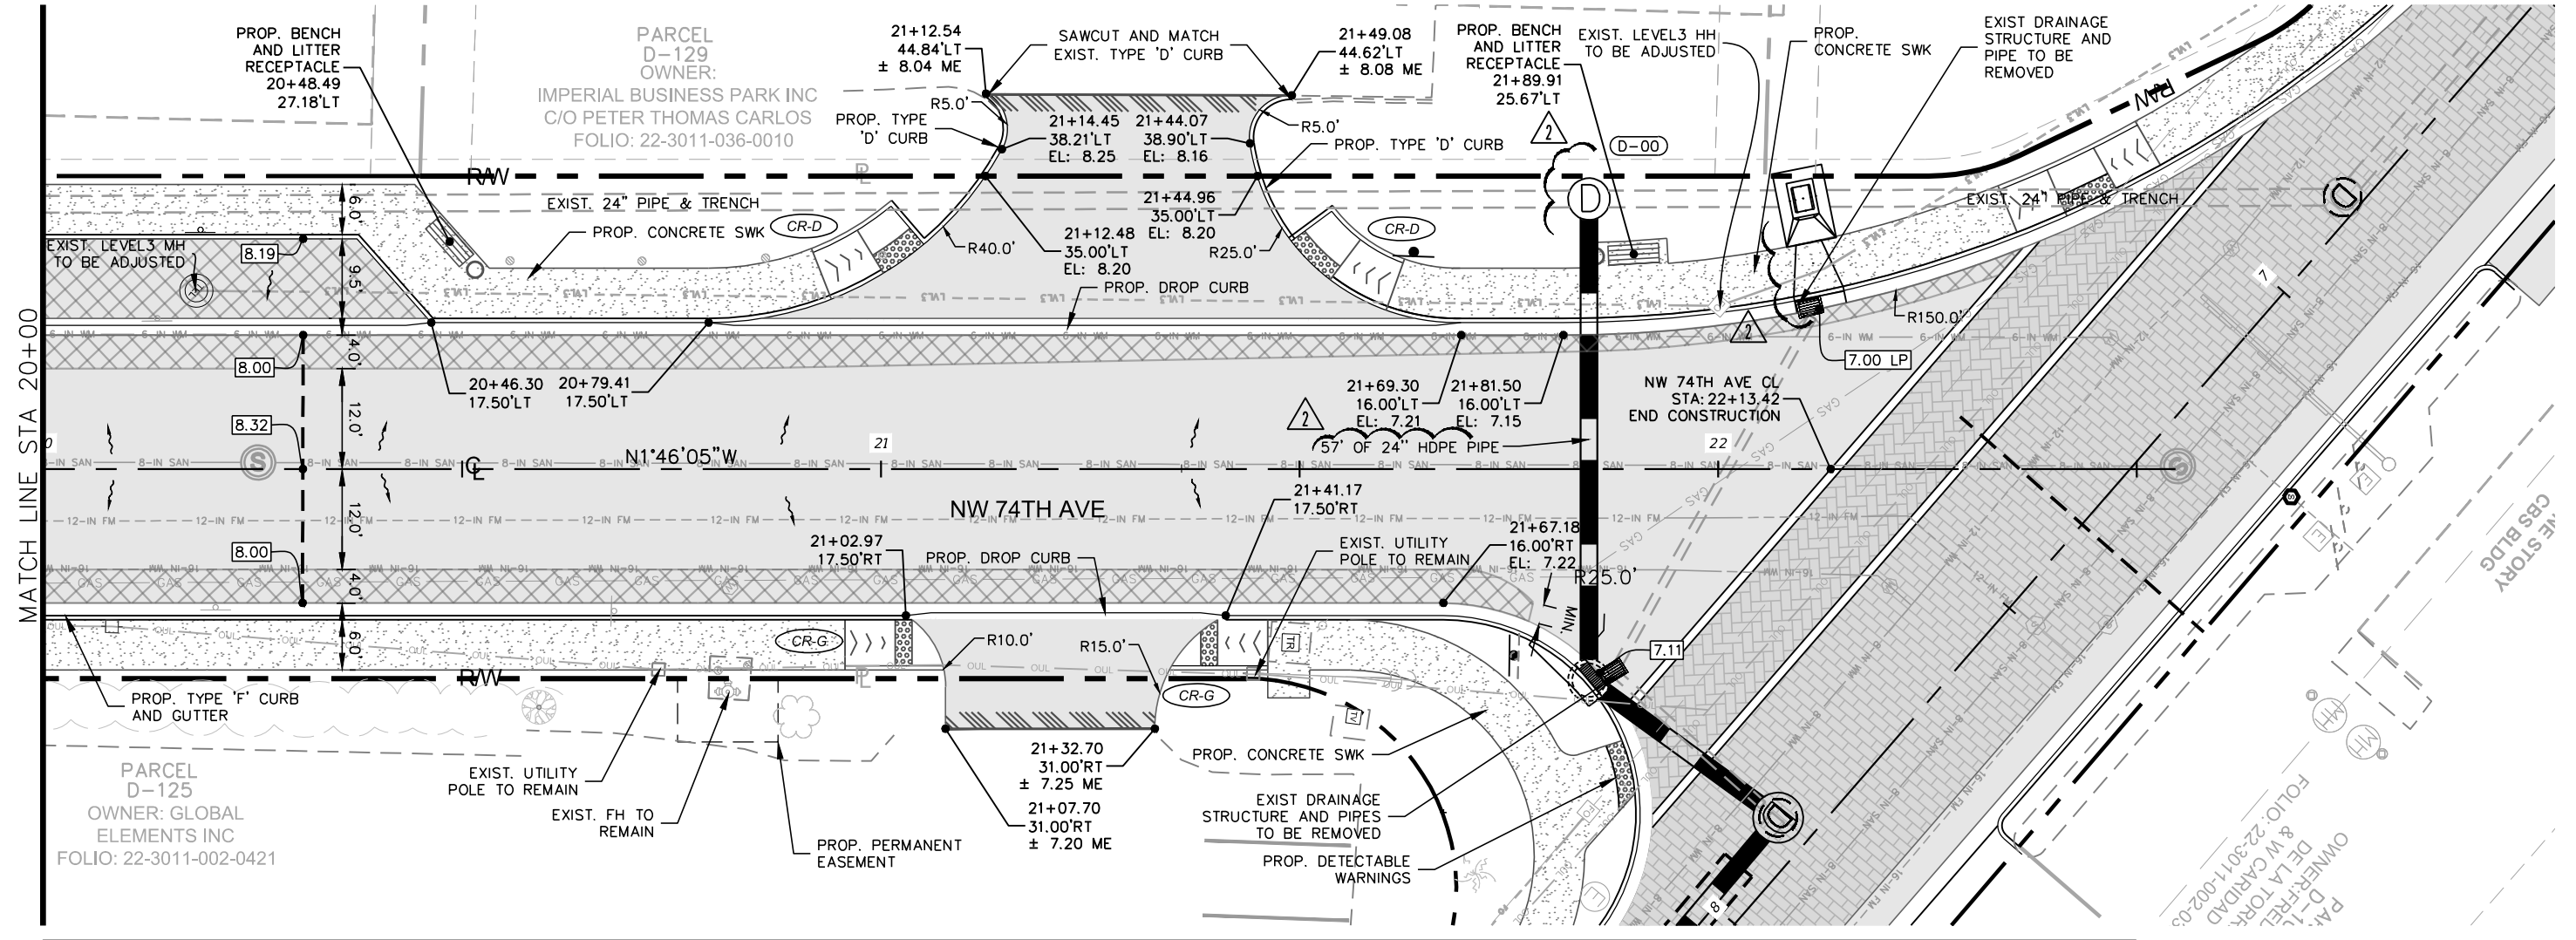 MATCH LINE STA 20+00
PROP. BENCH
AND LITTER
RECEPTACLE
20+48.49
27.18'LT
PARCEL
D-129
OWNER:
IMPERIAL BUSINESS PARK INC
C/O PETER THOMAS CARLOS
FOLIO: 22-3011-036-0010
21+12.54
44.84'LT
± 8.04 ME
SAWCUT AND MATCH
EXIST. TYPE 'D' CURB
21+49.08
44.62'LT
± 8.08 ME
PROP. BENCH
AND LITTER
RECEPTACLE
21+89.91
25.67'LT
EXIST. LEVEL3 HH
TO BE ADJUSTED
PROP.
CONCRETE SWK
EXIST DRAINAGE
STRUCTURE AND
PIPE TO BE
REMOVED
R/W
R5.0'
PROP. TYPE
'D' CURB
21+14.45
38.21'LT
EL: 8.25
21+44.07
38.90'LT
EL: 8.16
R5.0'
PROP. TYPE 'D' CURB
2
D-00
R/W
D
D
6.0'
EXIST. 24" PIPE & TRENCH
EXIST. 24" PIPE & TRENCH
EXIST. LEVEL3 MH
TO BE ADJUSTED
8.19
9.5'
PROP. CONCRETE SWK
CR-D
R40.0'
21+12.48
35.00'LT
EL: 8.20
21+44.96
35.00'LT
EL: 8.20
R25.0'
CR-D
PROP. DROP CURB
R150.0'
2
7.00 LP
8.00
4.0'
20+46.30
17.50'LT
20+79.41
17.50'LT
12.0'
8.32
21+69.30
16.00'LT
EL: 7.21
21+81.50
16.00'LT
EL: 7.15
2
57' OF 24" HDPE PIPE
NW 74TH AVE CL
STA: 22+13.42
END CONSTRUCTION
7
21
22
N1°46'05"W
NW 74TH AVE
12.0'
8.00
4.0'
6.0'
21+02.97
17.50'RT
PROP. DROP CURB
21+41.17
17.50'RT
EXIST. UTILITY
POLE TO REMAIN
21+67.18
16.00'RT
EL: 7.22
R25.0'
MIN.
CR-G
R10.0'
R15.0'
CR-G
7.11
R/W
PROP. TYPE 'F' CURB
AND GUTTER
PARCEL
D-125
OWNER: GLOBAL
ELEMENTS INC
FOLIO: 22-3011-002-0421
EXIST. UTILITY
POLE TO REMAIN
EXIST. FH TO
REMAIN
PROP. PERMANENT
EASEMENT
21+32.70
31.00'RT
± 7.25 ME
21+07.70
31.00'RT
± 7.20 ME
PROP. CONCRETE SWK
EXIST DRAINAGE
STRUCTURE AND PIPES
TO BE REMOVED
PROP. DETECTABLE
WARNINGS
D
8
CBS BLDG
MH
MH